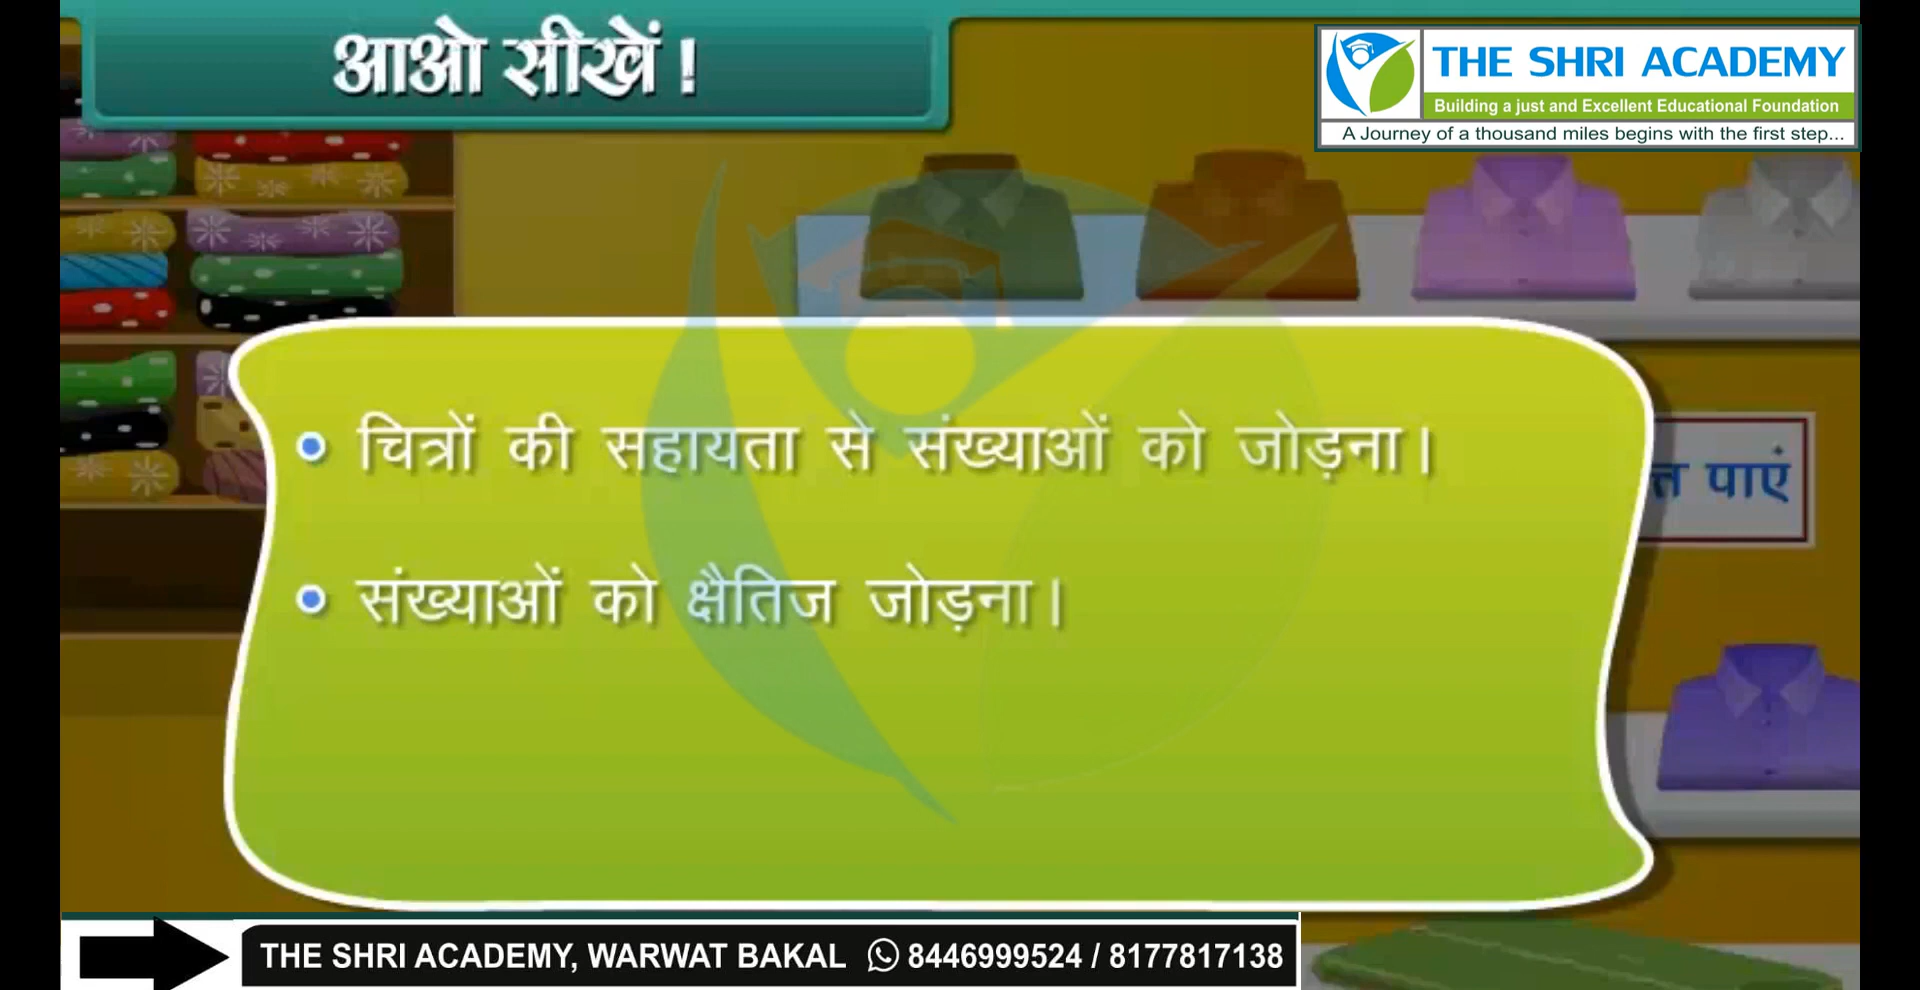 आओ सीखें !
THE SHRI ACADEMY
Building a just and Excellent Educational Foundation
A Journey of a thousand miles begins with the first step...
• चित्रों की सहायता से संख्याओं को जोड़ना।
पाएं
• संख्याओं को क्षैतिज जोड़ना।
THE SHRI ACADEMY, WARWAT BAKAL 8446999524 / 8177817138